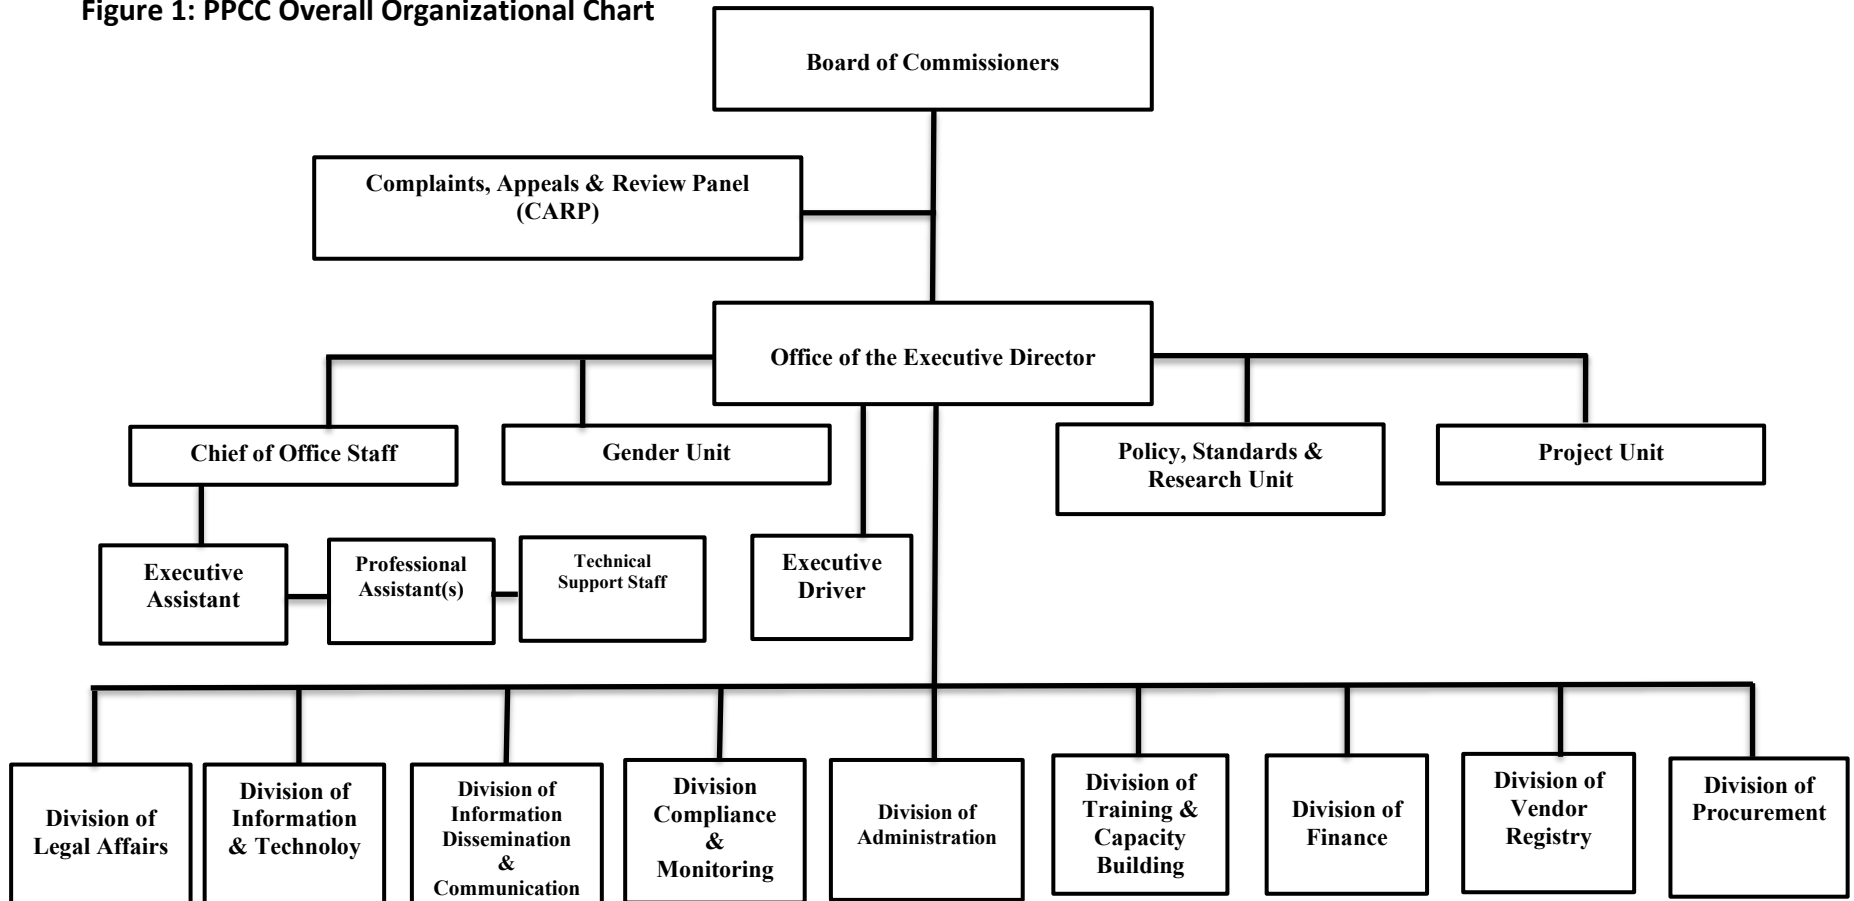 Figure 1: PPCC Overall Organizational Chart
Board of Commissioners
Complaints, Appeals & Review Panel
(CARP)
Office of the Executive Director
Chief of Office Staff
Gender Unit
Policy, Standards &
Research Unit
Project Unit
Executive
Assistant
Professional
Assistant(s)
Technical
Support Staff
Executive
Driver
Division of
Legal Affairs
Division of
Information
& Technoloy
Division of
Information
Dissemination
&
Communication
Division
Compliance
&
Monitoring
Division of
Administration
Division of
Training &
Capacity
Building
Division of
Finance
Division of
Vendor
Registry
Division of
Procurement